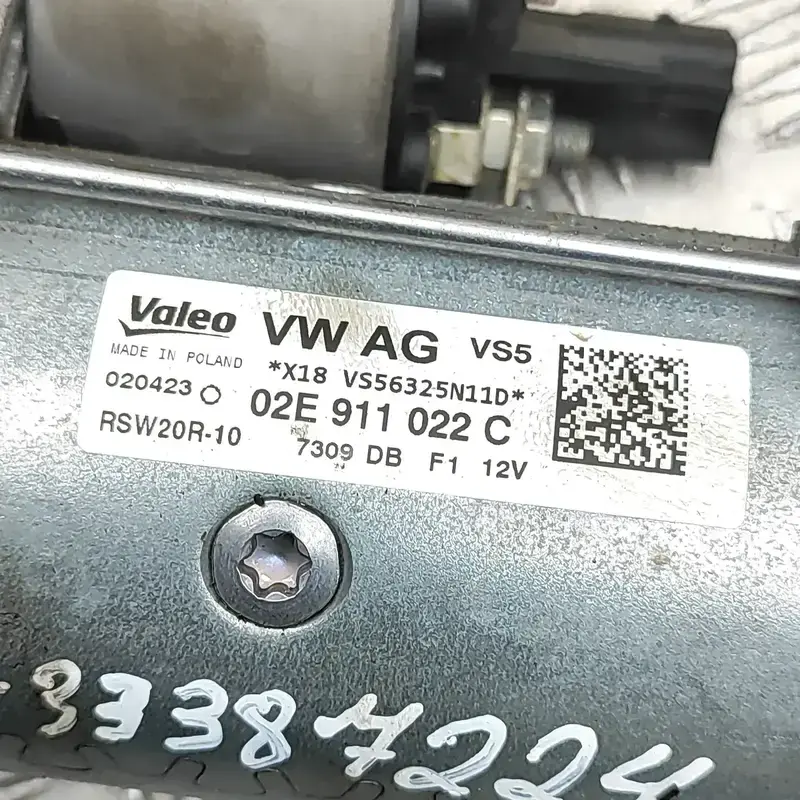 Valeo VW AG VS5
MADE IN POLAND *X18 VS56325N11D*
020423 02E 911 022 C
RSW20R-10 7309 DB F1 12V
-33387224